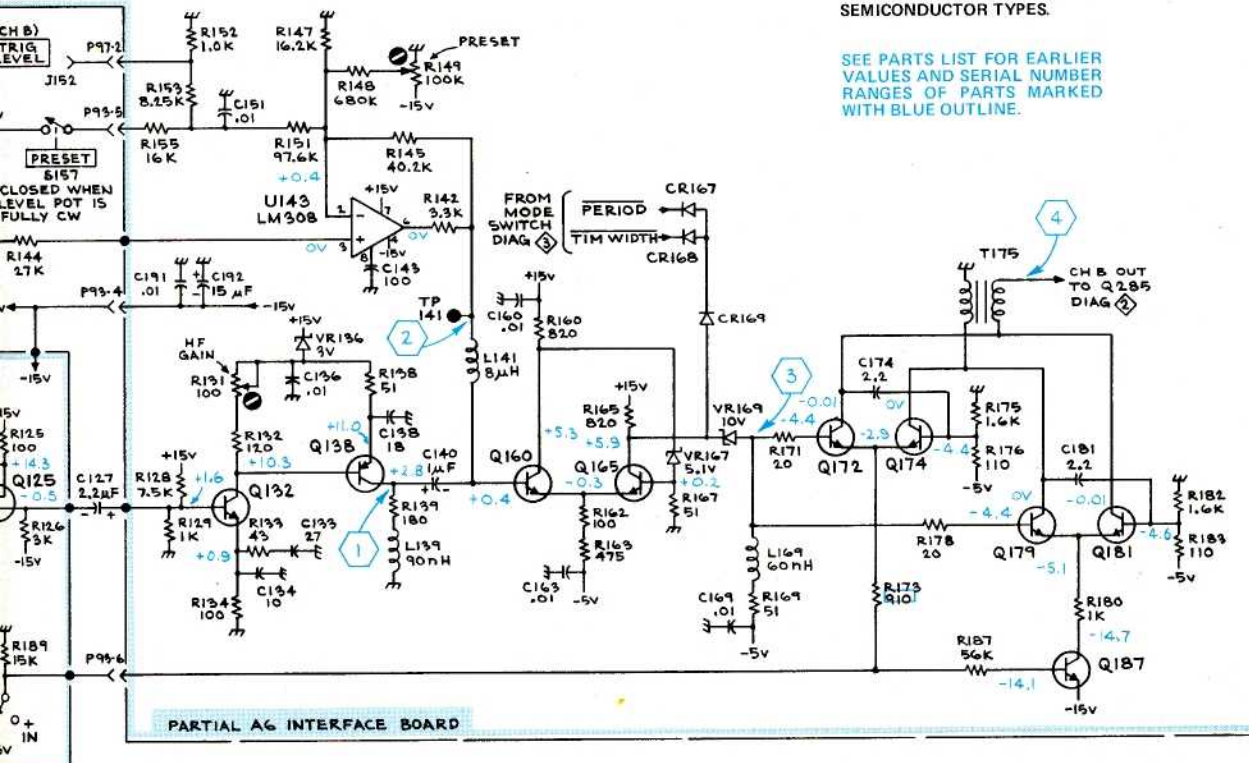 SEMICONDUCTOR TYPES.
SEE PARTS LIST FOR EARLIER
VALUES AND SERIAL NUMBER
RANGES OF PARTS MARKED
WITH BLUE OUTLINE.
CH B)
TRIG
LEVEL
J152
P97-2
R152
1.0K
R153
8.25K
C151
.01
P93-5
R155
16K
R147
16.2K
R148
680K
R149
100K
PRESET
-15V
R151
97.6K
+0.4
R145
40.2K
PRESET
S157
CLOSED WHEN
LEVEL POT IS
FULLY CW
U143
LM308
+15V
7
2
-
+
3
6
4
8
-15V
0V
0V
R142
3.3K
C143
100
R144
27K
C191
.01
+
C192
15 µF
P93-4
-15V
-15V
FROM
MODE
SWITCH
DIAG 3
PERIOD
TIM WIDTH
CR167
CR168
CR169
TP
141
2
L141
8µH
+15V
C160
.01
R160
820
HF
GAIN
R131
100
+15V
VR136
3V
C136
.01
R138
51
C138
18
+11.0
R132
120
+10.3
Q138
+2.8
C140
1µF
-
+
R139
180
L139
90nH
1
15V
R125
100
+14.3
Q125
-0.5
R126
3K
-15V
C127
2.2µF
-
+
+15V
R128
7.5K
+1.6
R129
1K
Q132
+0.9
R133
43
C133
27
C134
10
R134
100
Q160
+5.3
+0.4
-0.3
Q165
+15V
R165
820
+5.9
R162
100
R163
475
C163
.01
-5V
VR167
5.1V
+0.2
R167
51
VR169
10V
3
-4.4
R171
20
-0.01
C174
2.2
0V
-2.9
Q172
Q174
-4.4
R175
1.6K
R176
110
-5V
T175
4
CH B OUT
TO Q285
DIAG 2
L169
60nH
C169
.01
R169
51
-5V
R178
20
0V
-4.4
C181
2.2
-0.01
Q179
Q181
-5.1
-4.6
R182
1.6K
R183
110
-5V
R173
910
R180
1K
-14.7
R187
56K
-14.1
Q187
-15V
R189
15K
P93-6
+
IN
PARTIAL A6 INTERFACE BOARD